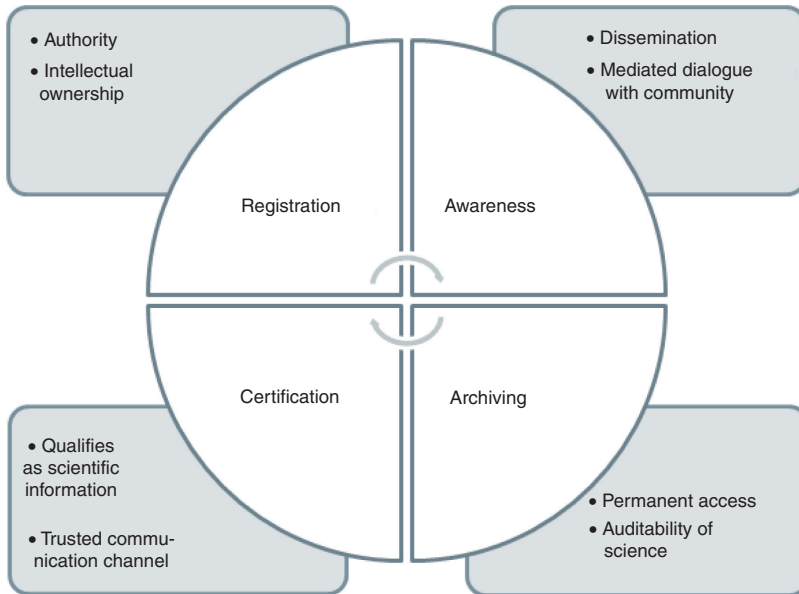 • Authority
• Intellectual
ownership
• Dissemination
• Mediated dialogue
with community
Registration
Awareness
Certification
Archiving
• Qualifies
as scientific
information
• Trusted commu-
nication channel
• Permanent access
• Auditability of
science